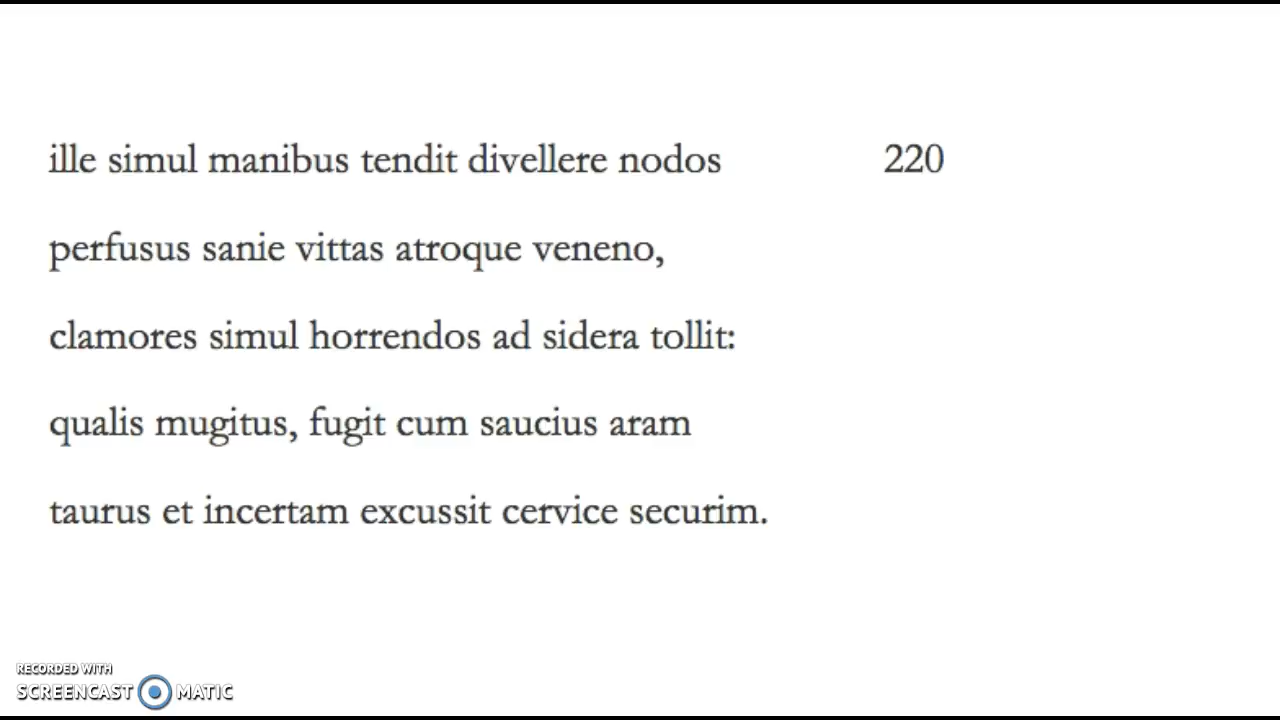 ille simul manibus tendit divellere nodos 220
perfusus sanie vittas atroque veneno,
clamores simul horrendos ad sidera tollit:
qualis mugitus, fugit cum saucius aram
taurus et incertam excussit cervice securim.
RECORDED WITH
SCREENCAST MATIC